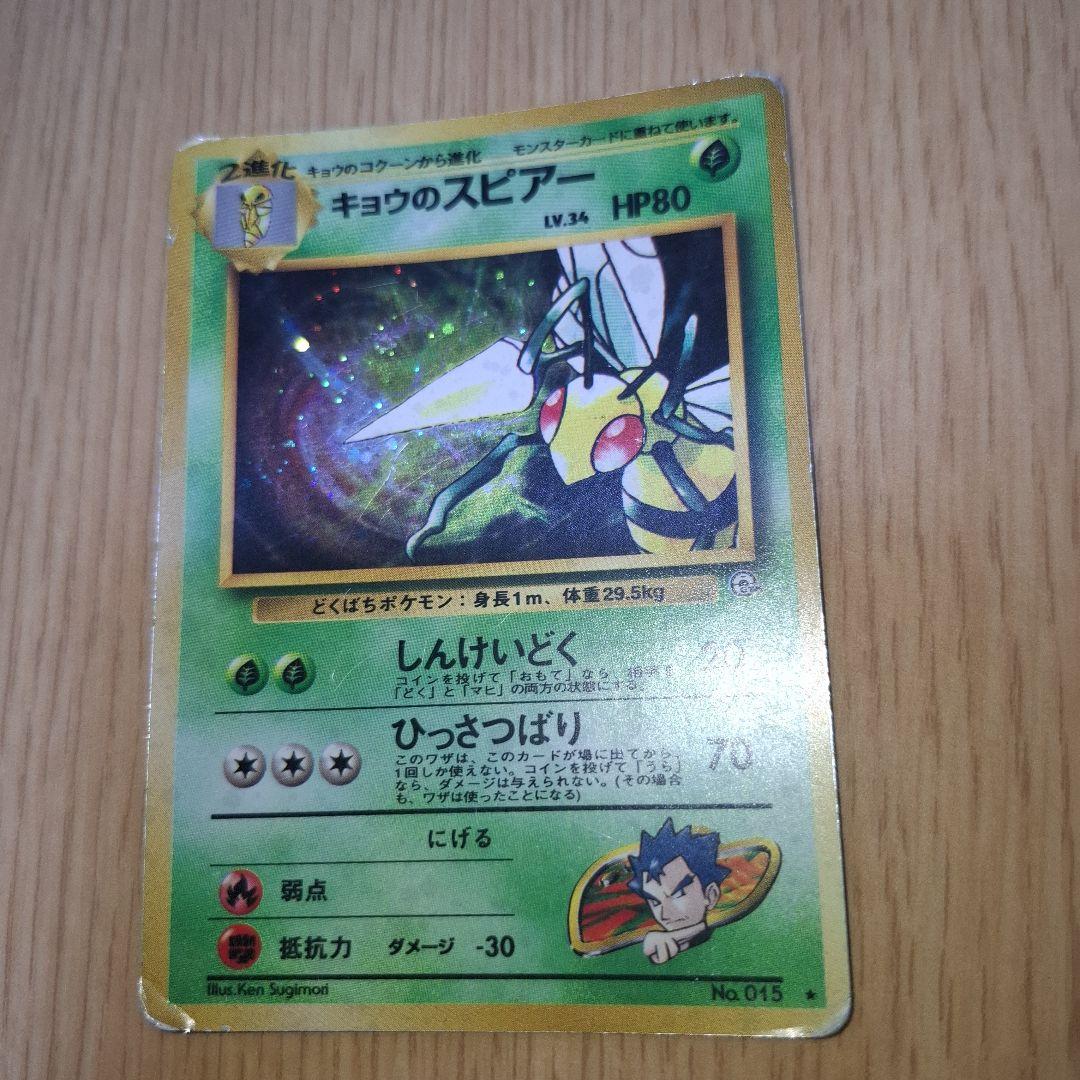 2進化 キョウのコクーンから進化 モンスターカードに重ねて使います。
キョウのスピアー LV.34 HP80
どくばちポケモン：身長1m、体重29.5kg
しんけいどく 20
コインを投げて「おもて」なら、相手を
「どく」と「マヒ」の両方の状態にする。
ひっさつばり 70
このワザは、このカードが場に出てから、
1回しか使えない。コインを投げて「うら」
なら、ダメージは与えられない。(その場合
も、ワザは使ったことになる)
にげる
弱点
抵抗力 ダメージ -30
Illus.Ken Sugimori No. 015 ★